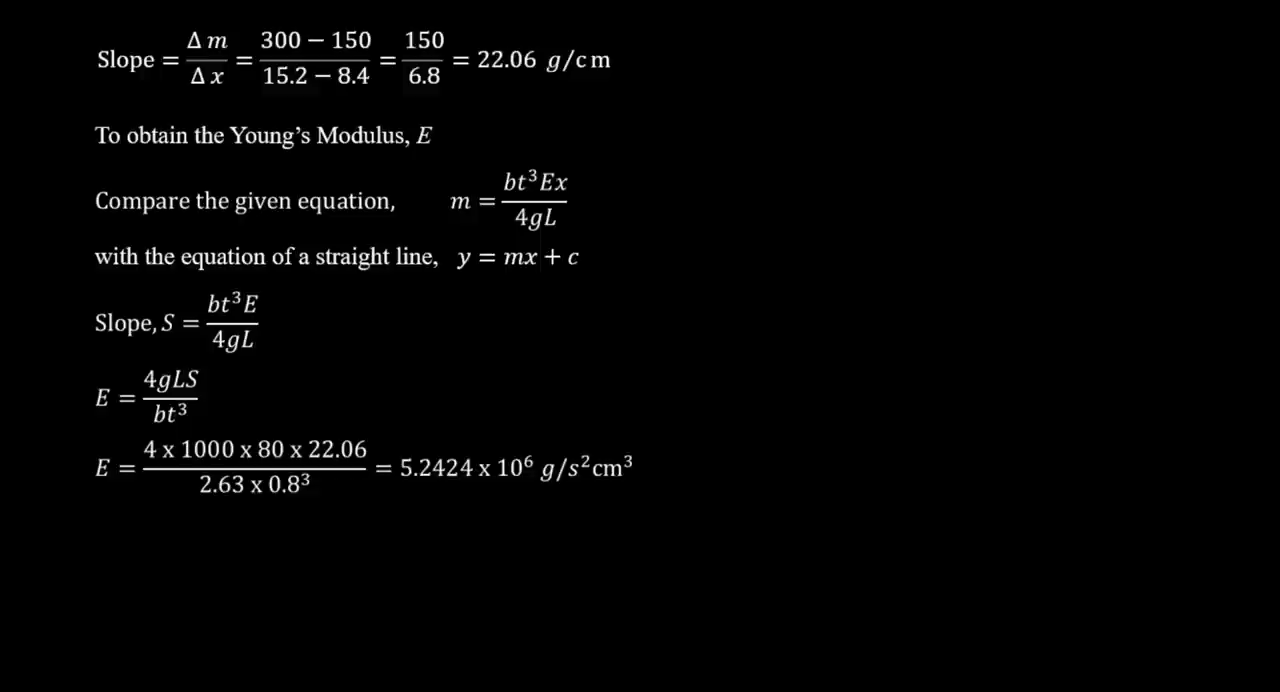 Slope = Δ m / Δ x = 300 − 150 / 15.2 − 8.4 = 150 / 6.8 = 22.06 g/cm
To obtain the Young’s Modulus, E
Compare the given equation, m = bt³Ex / 4gL
with the equation of a straight line, y = mx + c
Slope, S = bt³E / 4gL
E = 4gLS / bt³
E = 4 x 1000 x 80 x 22.06 / 2.63 x 0.8³ = 5.2424 x 10⁶ g/s²cm³